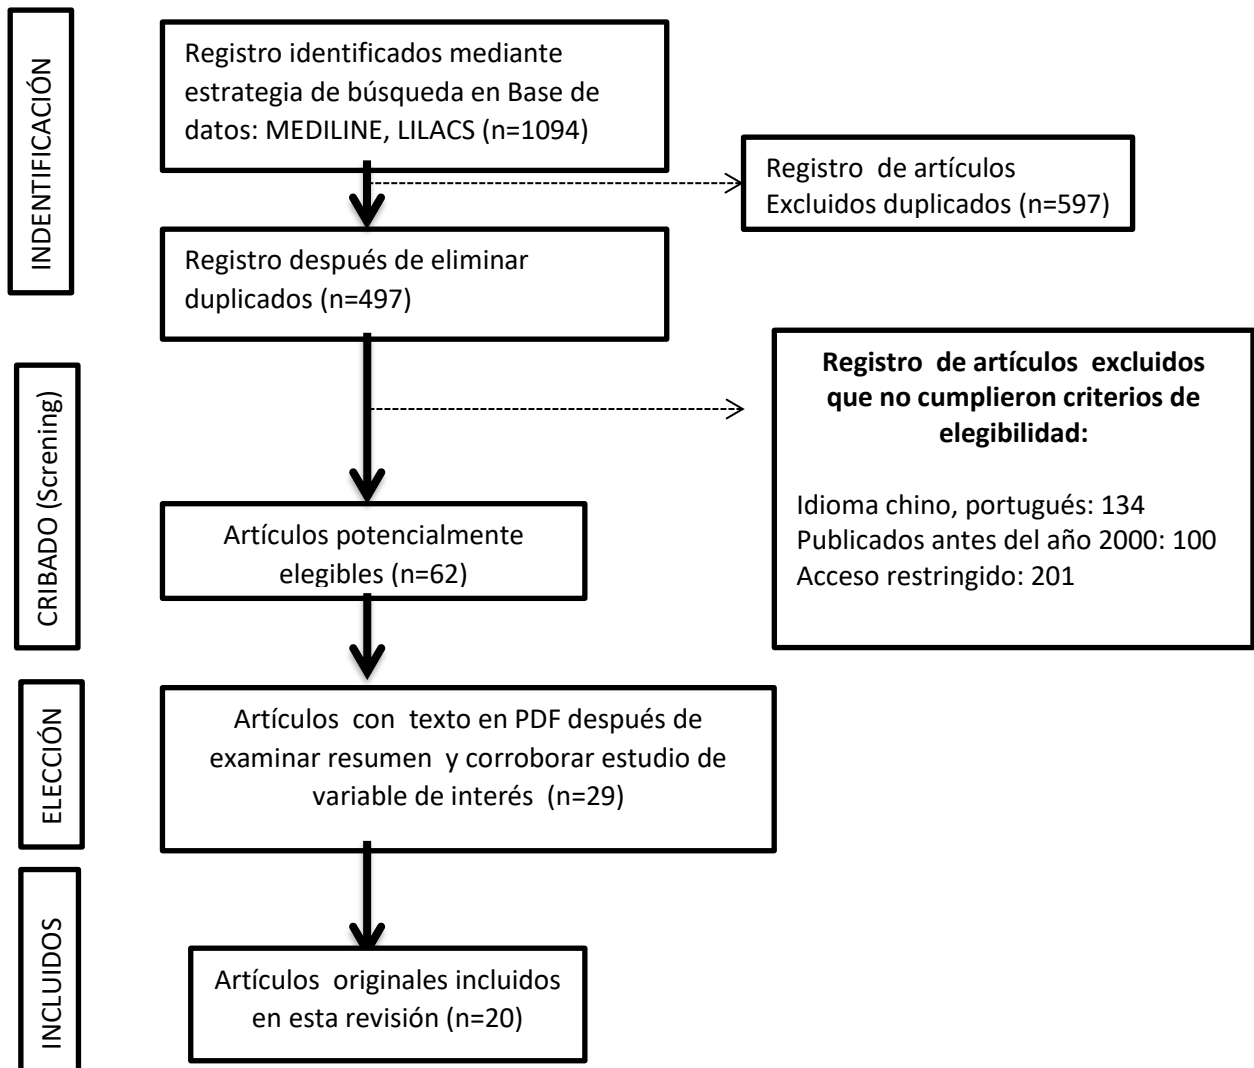 INDENTIFICACIÓN
Registro identificados mediante
estrategia de búsqueda en Base de
datos: MEDILINE, LILACS (n=1094)
Registro  de artículos
Excluidos duplicados (n=597)
Registro después de eliminar
duplicados (n=497)
CRIBADO (Screning)
Registro  de artículos  excluidos
que no cumplieron criterios de
elegibilidad:
Idioma chino, portugués: 134
Publicados antes del año 2000: 100
Acceso restringido: 201
Artículos potencialmente
elegibles (n=62)
ELECCIÓN
Artículos  con  texto en PDF después de
examinar resumen  y corroborar estudio de
variable de interés  (n=29)
INCLUIDOS
Artículos  originales incluidos
en esta revisión (n=20)